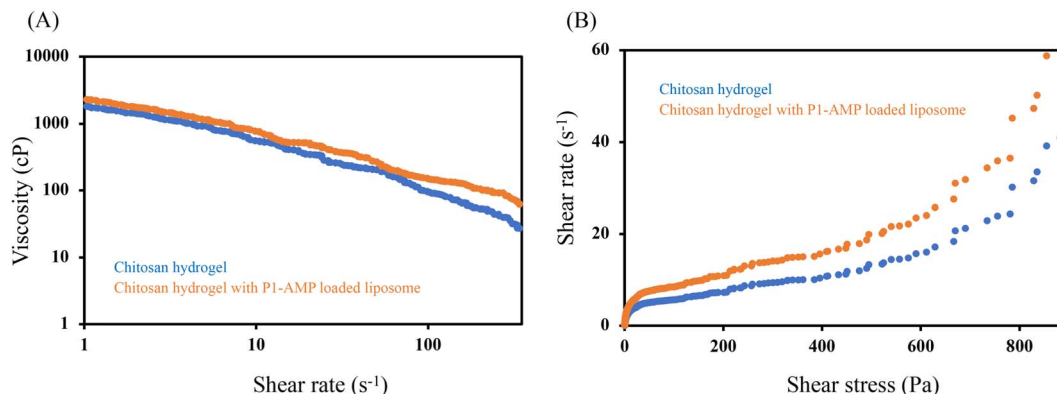 (A)
Viscosity (cP)
10000
1000
100
10
1
Chitosan hydrogel
Chitosan hydrogel with P1-AMP loaded liposome
1
10
100
Shear rate (s-1)
(B)
Shear rate (s-1)
60
40
20
0
Chitosan hydrogel
Chitosan hydrogel with P1-AMP loaded liposome
0
200
400
600
800
Shear stress (Pa)